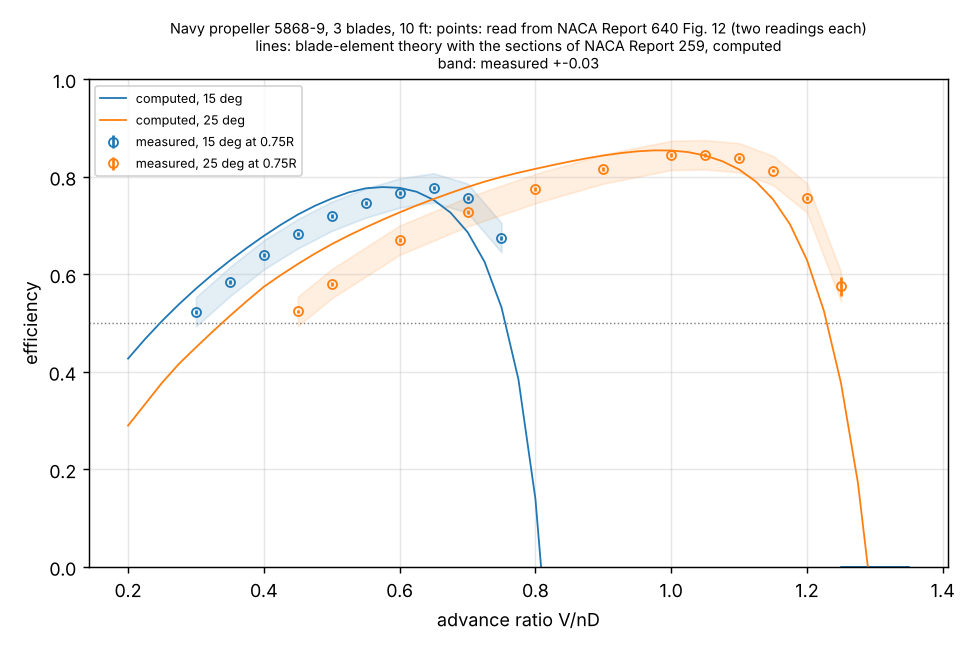 Navy propeller 5868-9, 3 blades, 10 ft: points: read from NACA Report 640 Fig. 12 (two readings each)
lines: blade-element theory with the sections of NACA Report 259, computed
band: measured +-0.03
computed, 15 deg
computed, 25 deg
measured, 15 deg at 0.75R
measured, 25 deg at 0.75R
1.0
0.8
0.6
0.4
0.2
0.0
efficiency
0.2 0.4 0.6 0.8 1.0 1.2 1.4
advance ratio V/nD